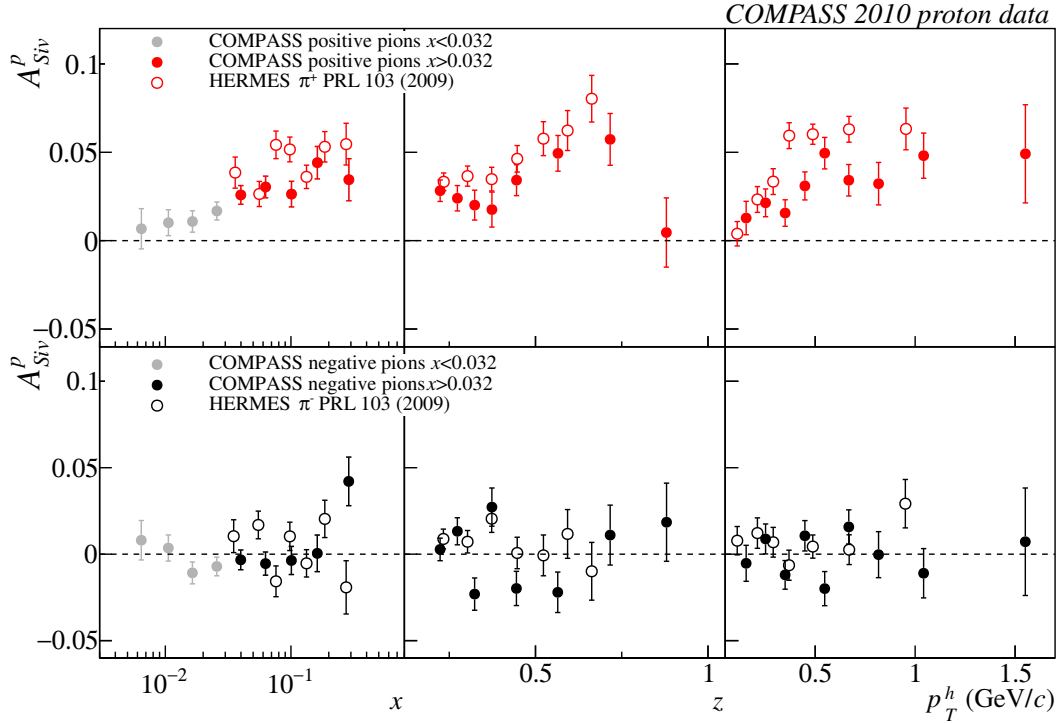 COMPASS 2010 proton data
A^p_Siv
0.1
0.05
0
−0.05
COMPASS positive pions x<0.032
COMPASS positive pions x>0.032
HERMES π⁺ PRL 103 (2009)
A^p_Siv
0.1
0.05
0
−0.05
COMPASS negative pions x<0.032
COMPASS negative pions x>0.032
HERMES π⁻ PRL 103 (2009)
10⁻² 10⁻¹ x
0.5 1 z
0.5 1 1.5
p_T^h (GeV/c)